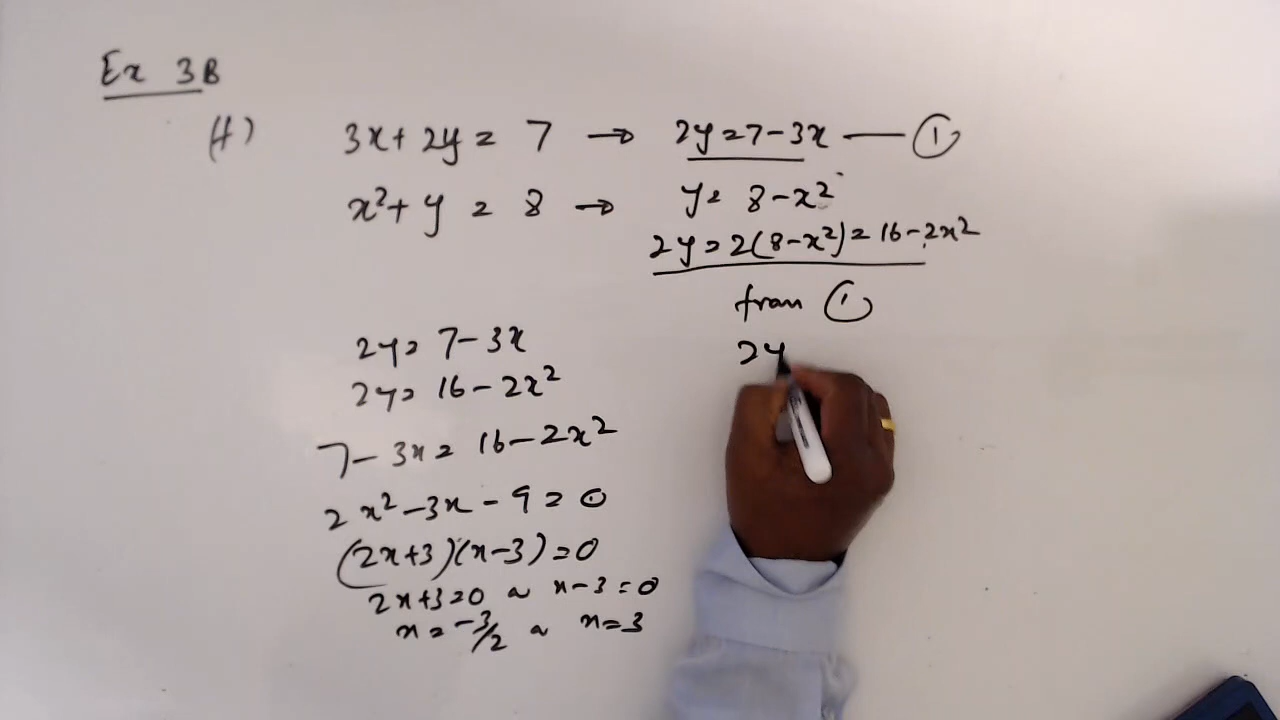 Ex 3B
(f) 3x + 2y = 7 → 2y = 7 - 3x — ①
x² + y = 8 → y = 8 - x²
2y = 2(8 - x²) = 16 - 2x²
from ①
2y
2y = 7 - 3x
2y = 16 - 2x²
7 - 3x = 16 - 2x²
2x² - 3x - 9 = 0
(2x + 3)(x - 3) = 0
2x + 3 = 0 or x - 3 = 0
x = -3/2 or x = 3